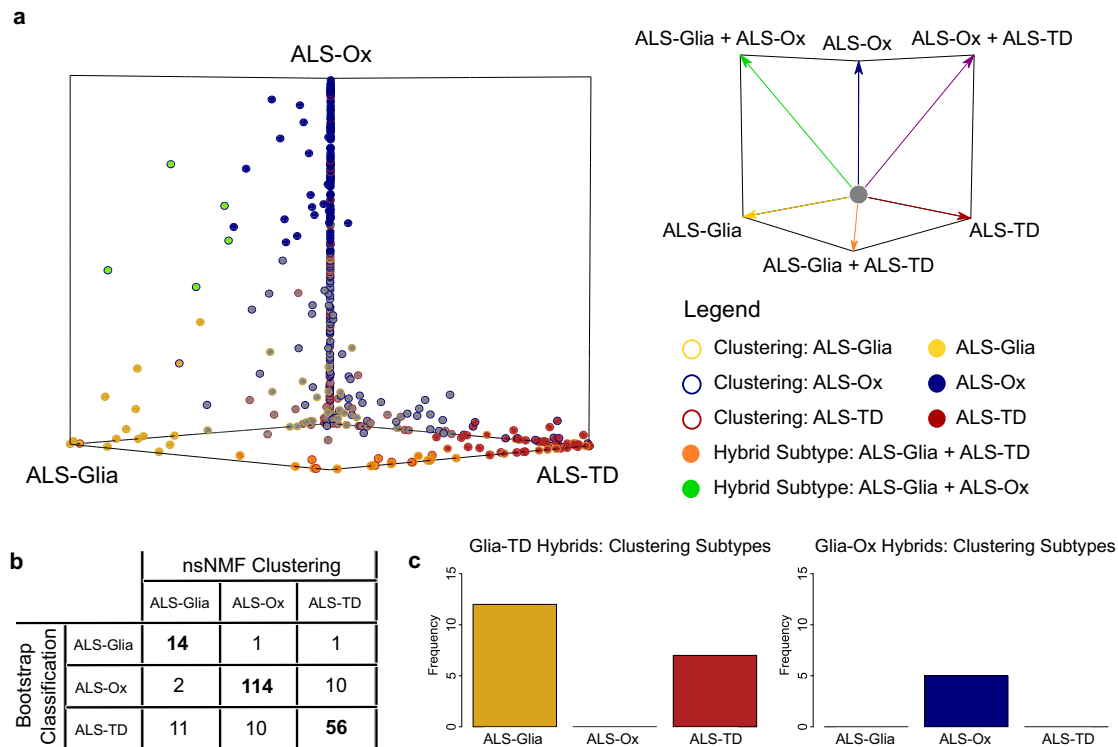 a
ALS-Ox
ALS-Glia
ALS-TD
ALS-Glia + ALS-Ox
ALS-Ox
ALS-Ox + ALS-TD
ALS-Glia
ALS-TD
ALS-Glia + ALS-TD
Legend
Clustering: ALS-Glia
ALS-Glia
Clustering: ALS-Ox
ALS-Ox
Clustering: ALS-TD
ALS-TD
Hybrid Subtype: ALS-Glia + ALS-TD
Hybrid Subtype: ALS-Glia + ALS-Ox
b
nsNMF Clustering
ALS-Glia ALS-Ox ALS-TD
Bootstrap
Classification
ALS-Glia 14 1 1
ALS-Ox 2 114 10
ALS-TD 11 10 56
c
Glia-TD Hybrids: Clustering Subtypes
Frequency
0 5 10 15
ALS-Glia ALS-Ox ALS-TD
Glia-Ox Hybrids: Clustering Subtypes
Frequency
0 5 10 15
ALS-Glia ALS-Ox ALS-TD